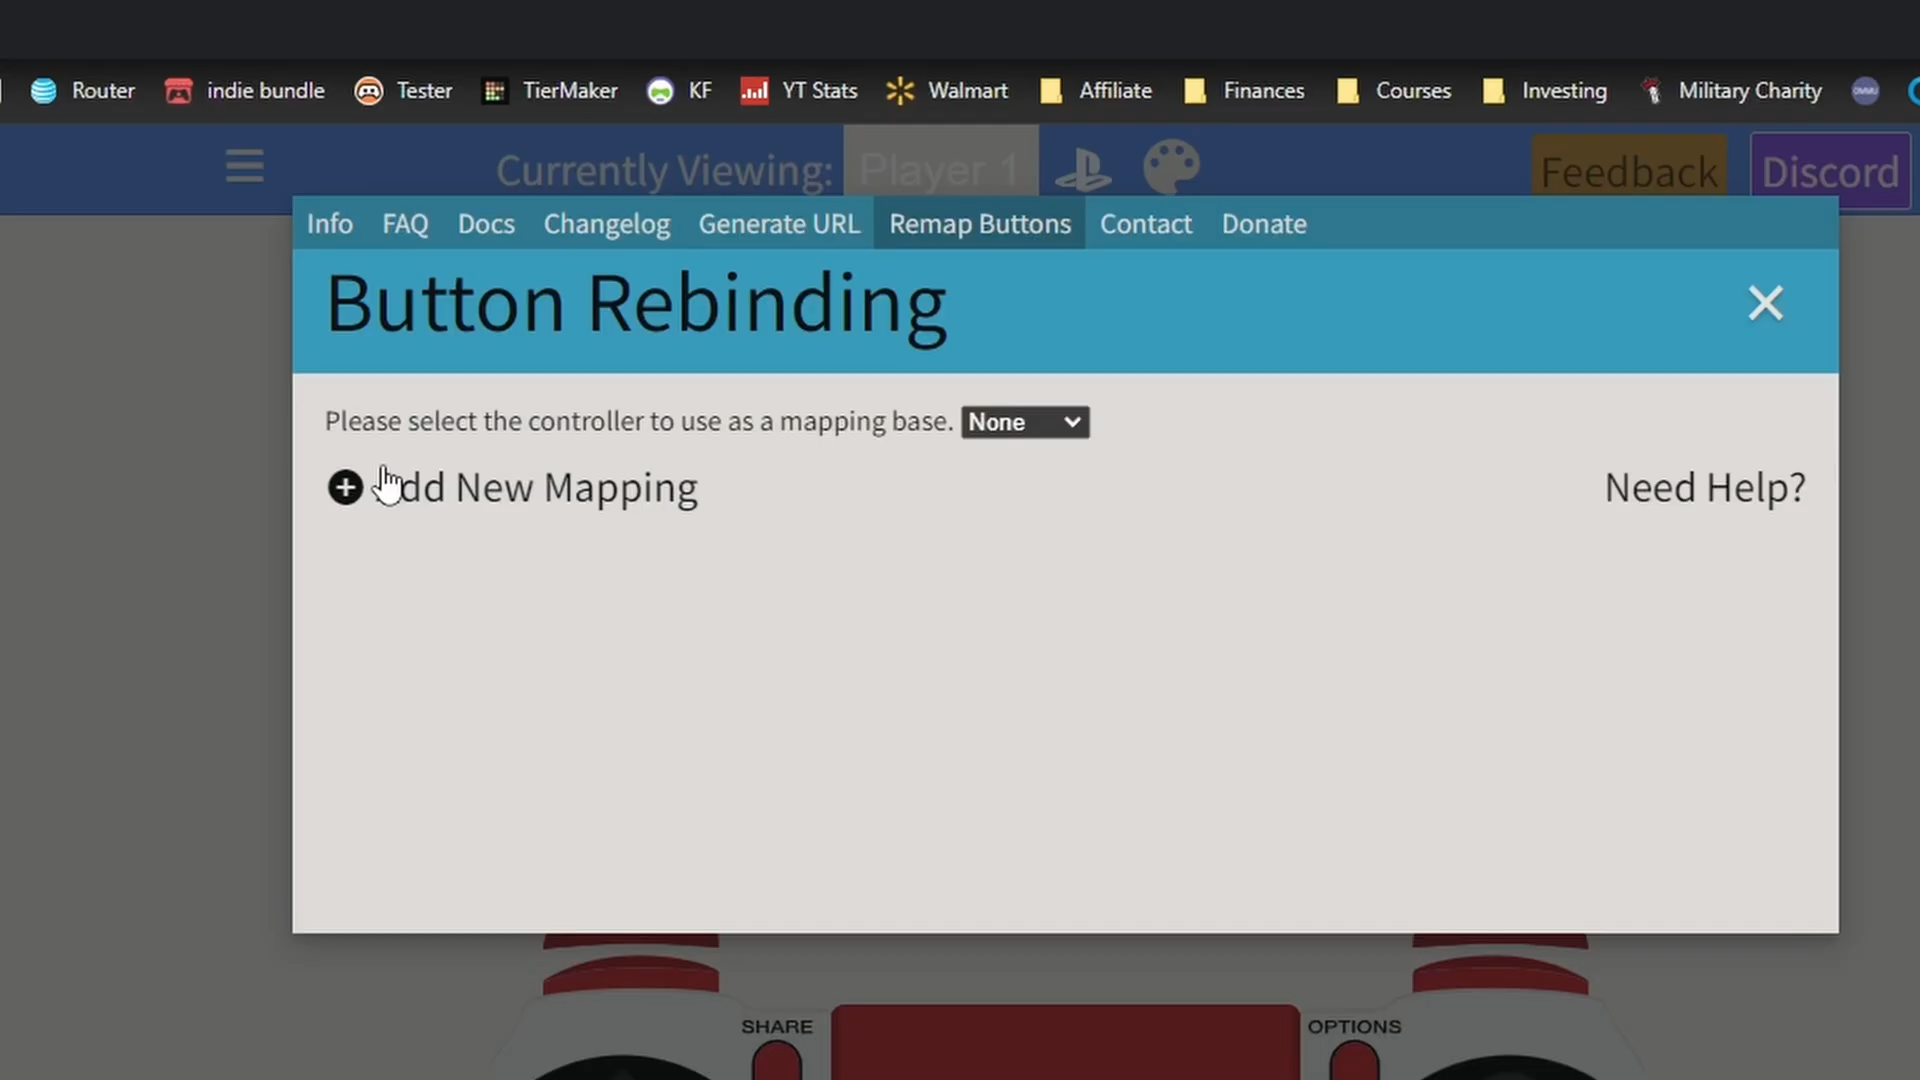 Router indie bundle Tester TierMaker KF YT Stats Walmart Affiliate Finances Courses Investing Military Charity
Currently Viewing: Player 1 Feedback Discord
Info FAQ Docs Changelog Generate URL Remap Buttons Contact Donate
Button Rebinding
Please select the controller to use as a mapping base. None
Add New Mapping Need Help?
SHARE OPTIONS